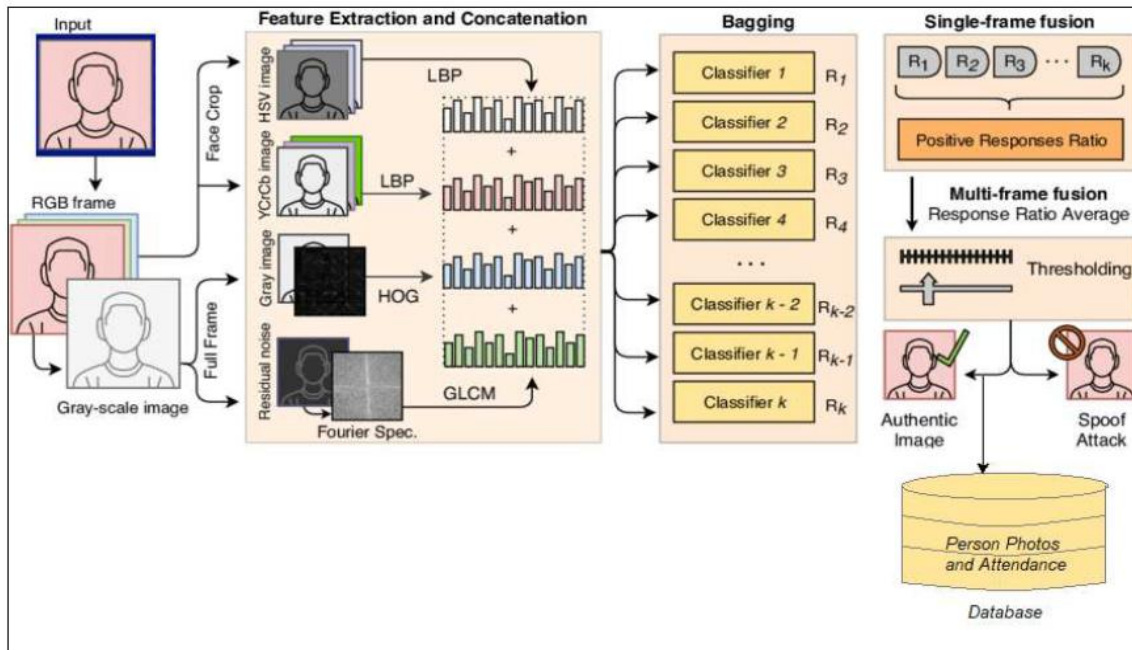 Input
RGB frame
Gray-scale image
Face Crop
Full Frame
Feature Extraction and Concatenation
HSV image
LBP
YCrCb image
LBP
+
Gray image
HOG
+
+
Residual noise
GLCM
Fourier Spec.
Bagging
Classifier 1 R1
Classifier 2 R2
Classifier 3 R3
Classifier 4 R4
...
Classifier k - 2 Rk-2
Classifier k - 1 Rk-1
Classifier k Rk
Single-frame fusion
R1 R2 R3 ... Rk
Positive Responses Ratio
Multi-frame fusion
Response Ratio Average
Thresholding
Authentic
Image
Spoof
Attack
Person Photos
and Attendance
Database